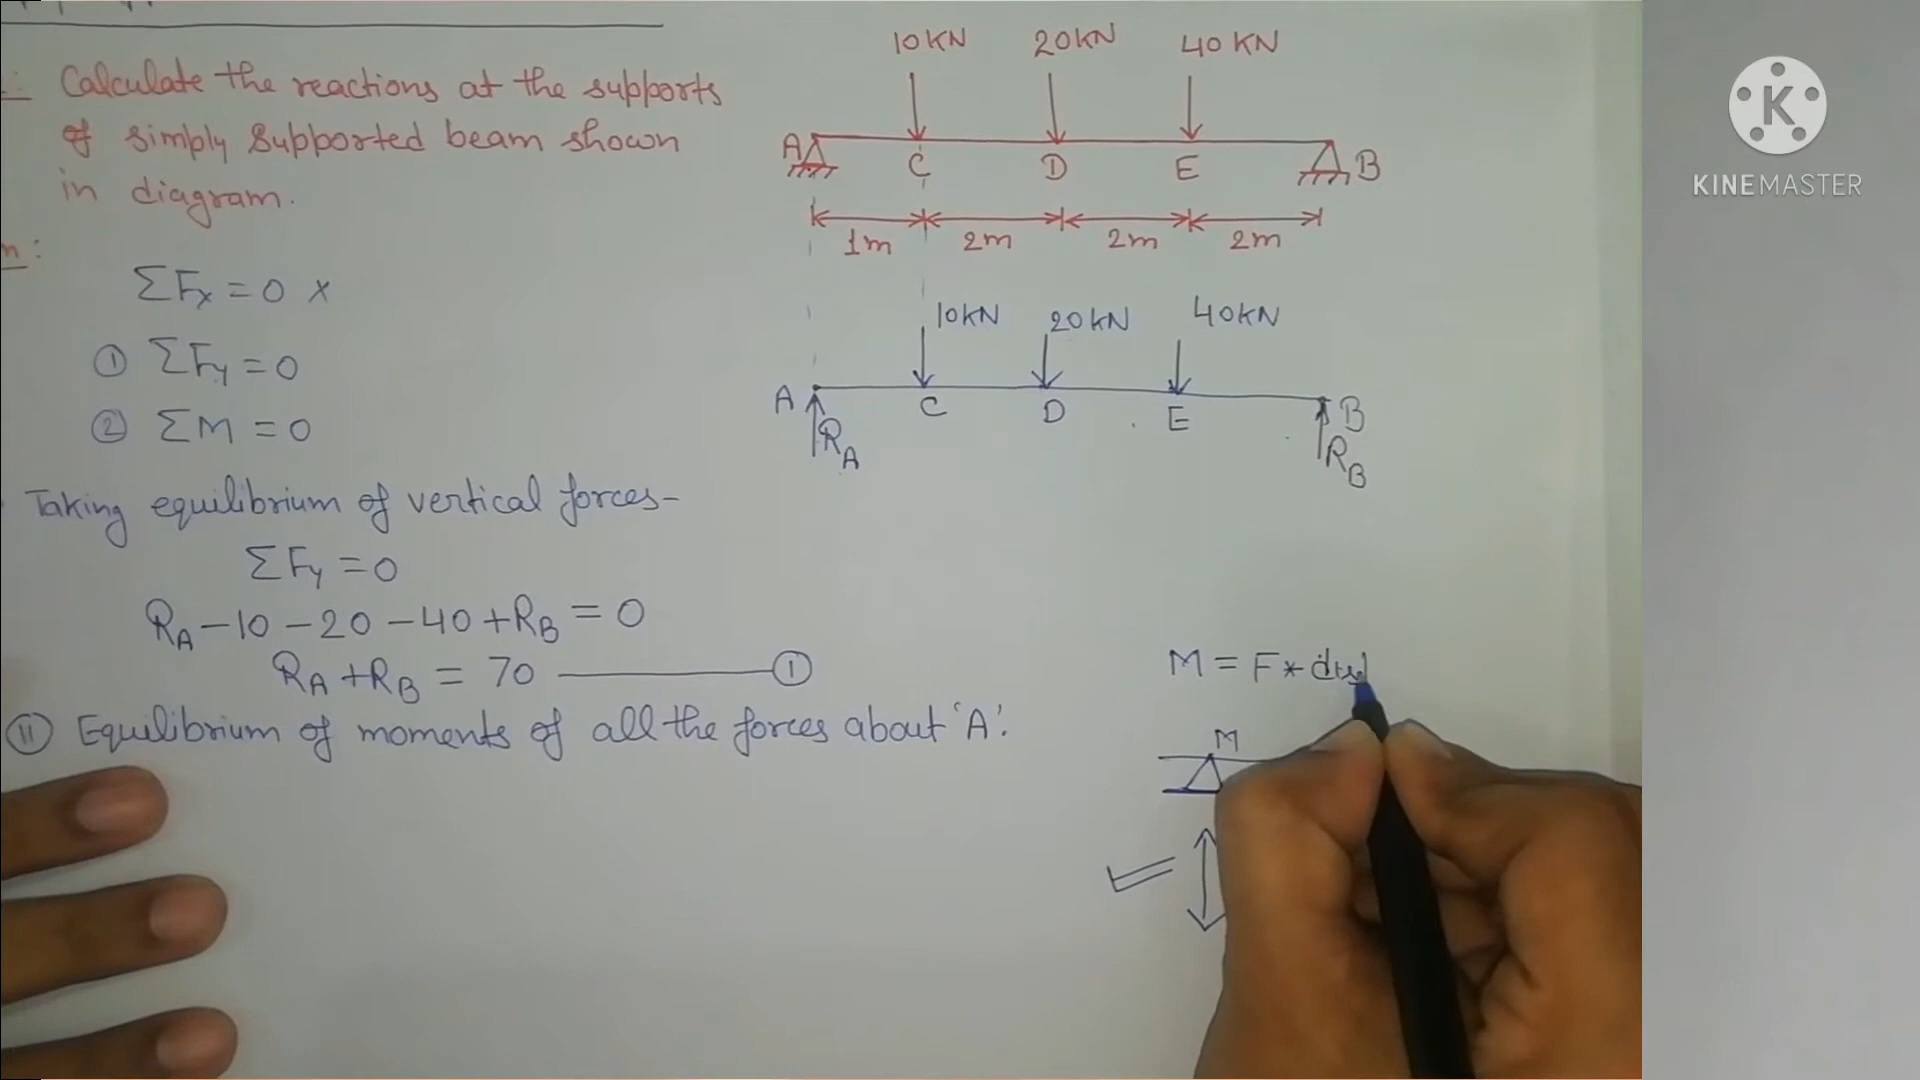 Calculate the reactions at the supports
of simply supported beam shown
in diagram.
n:
ΣFx = 0 ×
① ΣFy = 0
② ΣM = 0
Taking equilibrium of vertical forces-
ΣFy = 0
RA - 10 - 20 - 40 + RB = 0
RA + RB = 70 ①
ⅱ Equilibrium of moments of all the forces about 'A'.
10KN 20KN 40KN
A C D E B
1m 2m 2m 2m
10KN 20KN 40KN
A C D E B
RA RB
M = F *
M
K
KINEMASTER